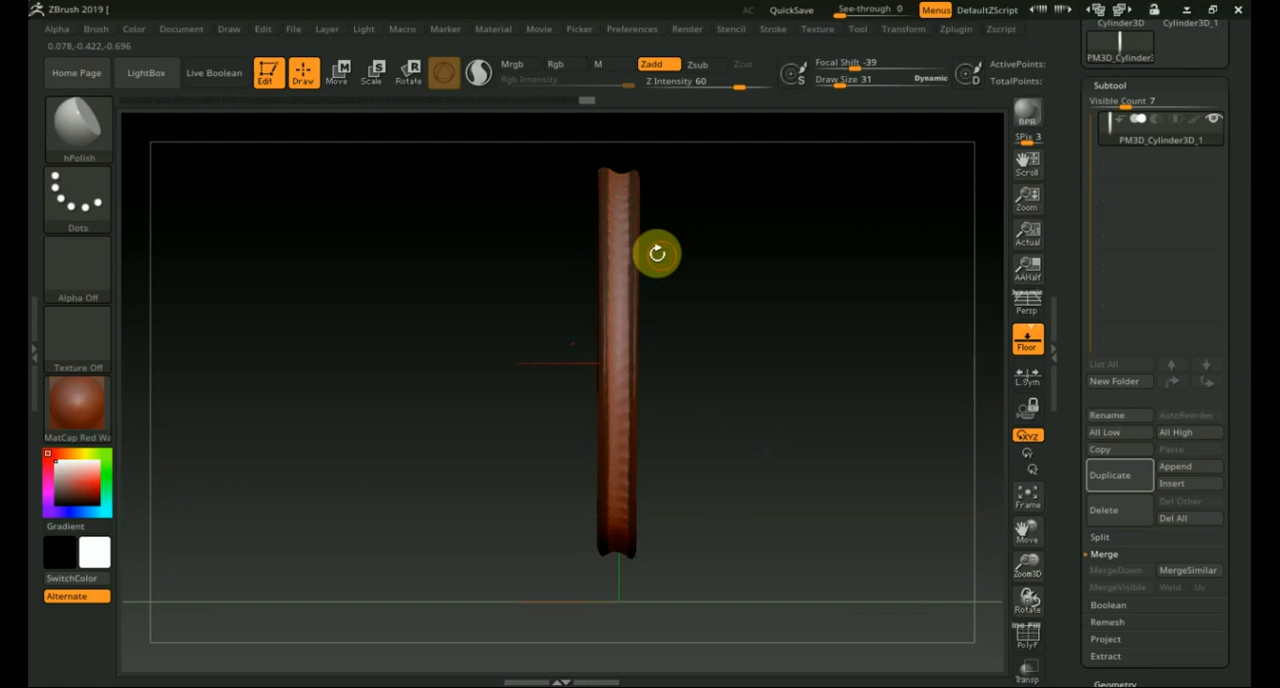 ZBrush 2019 [
AC QuickSave See-through 0 Menus DefaultZScript
Alpha Brush Color Document Draw Edit File Layer Light Macro Marker Material Movie Picker Preferences Render Stencil Stroke Texture Tool Transform Zplugin Zscript
0.078,-0.422,-0.696
Home Page LightBox Live Boolean Edit Draw Move Scale Rotate
Mrgb Rgb M Zadd Zsub Zcut
Rgb Intensity Z Intensity 60
Focal Shift -39
Draw Size 31 Dynamic
S
D
ActivePoints:
TotalPoints:
hPolish
Dots
Alpha Off
Texture Off
MatCap Red Wa
Gradient
SwitchColor
Alternate
BPR
SPix 3
Scroll
Zoom
Actual
AAHalf
Dynamic
Persp
Floor
L.Sym
XYZ
Frame
Move
Zoom3D
Rotate
Line Fill
PolyF
Transp
Cylinder3D Cylinder3D_1
PM3D_Cylinder3
Subtool
Visible Count 7
PM3D_Cylinder3D_1
List All
New Folder
Rename AutoReorder
All Low All High
Copy Paste
Duplicate Append
Insert
Delete Del Other
Del All
Split
Merge
MergeDown MergeSimilar
MergeVisible Weld Uv
Boolean
Remesh
Project
Extract
Geometry